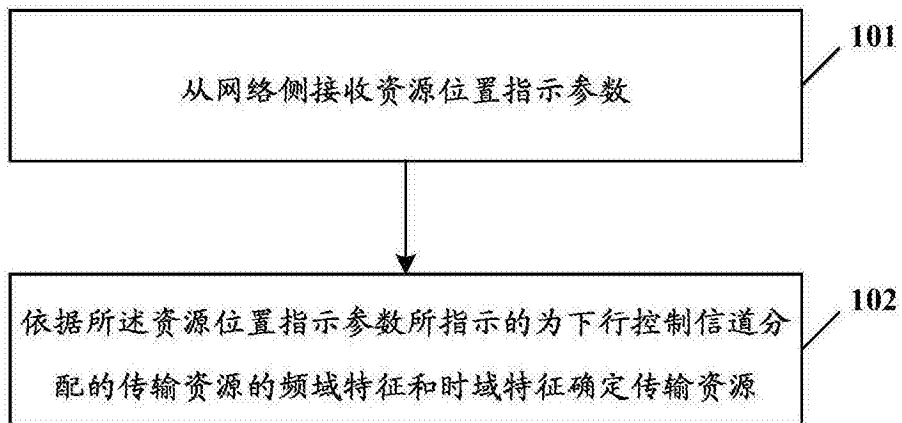 101
从网络侧接收资源位置指示参数
102
依据所述资源位置指示参数所指示的为下行控制信道分
配的传输资源的频域特征和时域特征确定传输资源